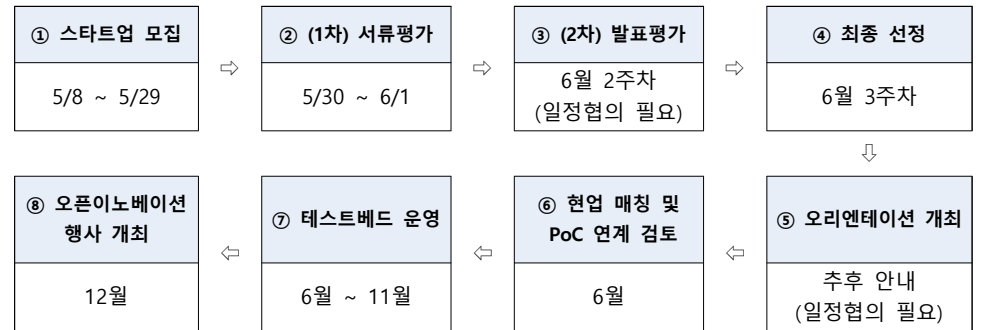 ① 스타트업 모집
5/8 ~ 5/29
⇨
② (1차) 서류평가
5/30 ~ 6/1
⇨
③ (2차) 발표평가
6월 2주차
(일정협의 필요)
⇨
④ 최종 선정
6월 3주차
⇩
⑤ 오리엔테이션 개최
추후 안내
(일정협의 필요)
⇦
⑥ 현업 매칭 및
PoC 연계 검토
6월
⇦
⑦ 테스트베드 운영
6월 ~ 11월
⇦
⑧ 오픈이노베이션
행사 개최
12월